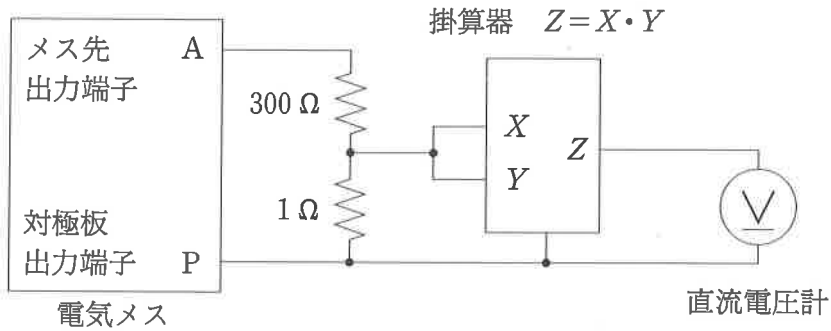 掛算器 Z=X・Y
メス先 A
出力端子
300 Ω
X
Y
Z
V
1 Ω
対極板
出力端子 P
電気メス
直流電圧計